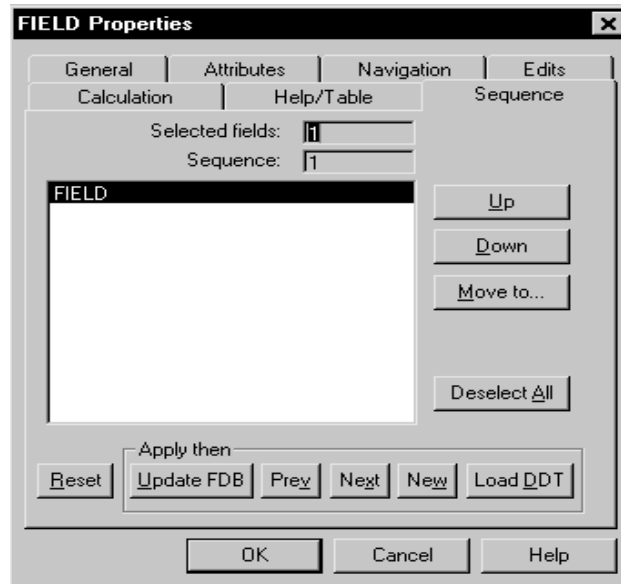 FIELD Properties
General Attributes Navigation Edits
Calculation Help/Table Sequence
Selected fields: 1
Sequence: 1
FIELD
Up
Down
Move to...
Deselect All
Apply then
Reset Update FDB Prev Next New Load DDT
OK Cancel Help